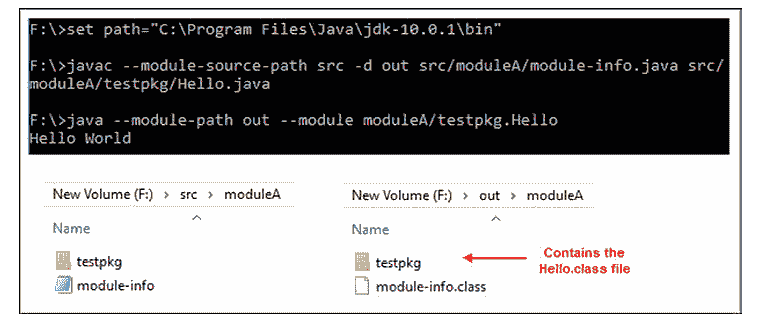 F:\>set path="C:\Program Files\Java\jdk-10.0.1\bin"
F:\>javac --module-source-path src -d out src/moduleA/module-info.java src/
moduleA/testpkg/Hello.java
F:\>java --module-path out --module moduleA/testpkg.Hello
Hello World
New Volume (F:) > src > moduleA
Name
testpkg
module-info
New Volume (F:) > out > moduleA
Name
testpkg
module-info.class
Contains the
Hello.class file